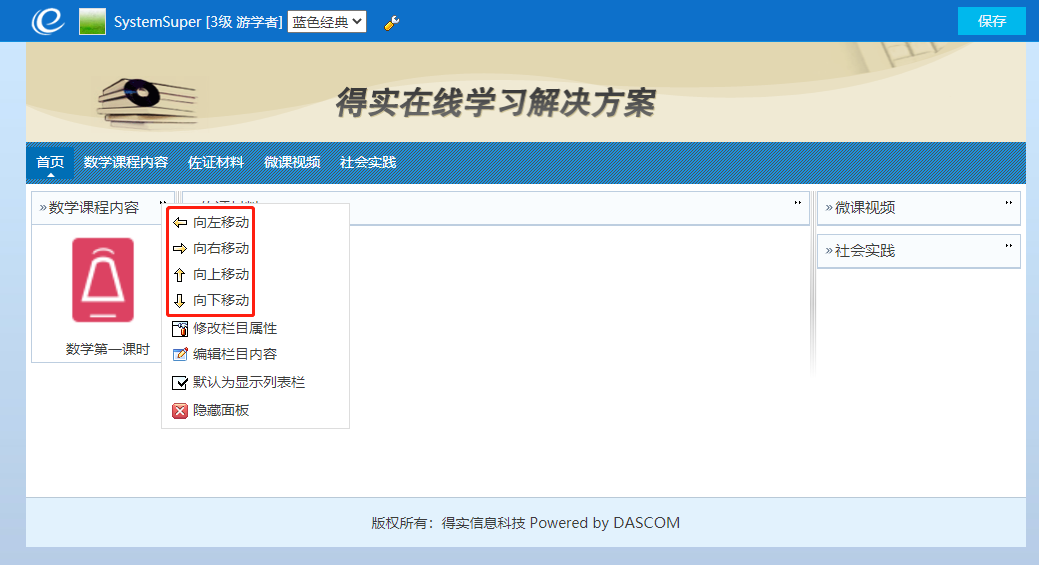 SystemSuper [3级 游学者] 蓝色经典
保存
得实在线学习解决方案
首页 数学课程内容 佐证材料 微课视频 社会实践
»数学课程内容
»微课视频
»社会实践
向左移动
向右移动
向上移动
向下移动
修改栏目属性
编辑栏目内容
默认为显示列表栏
隐藏面板
数学第一课时
版权所有：得实信息科技 Powered by DASCOM